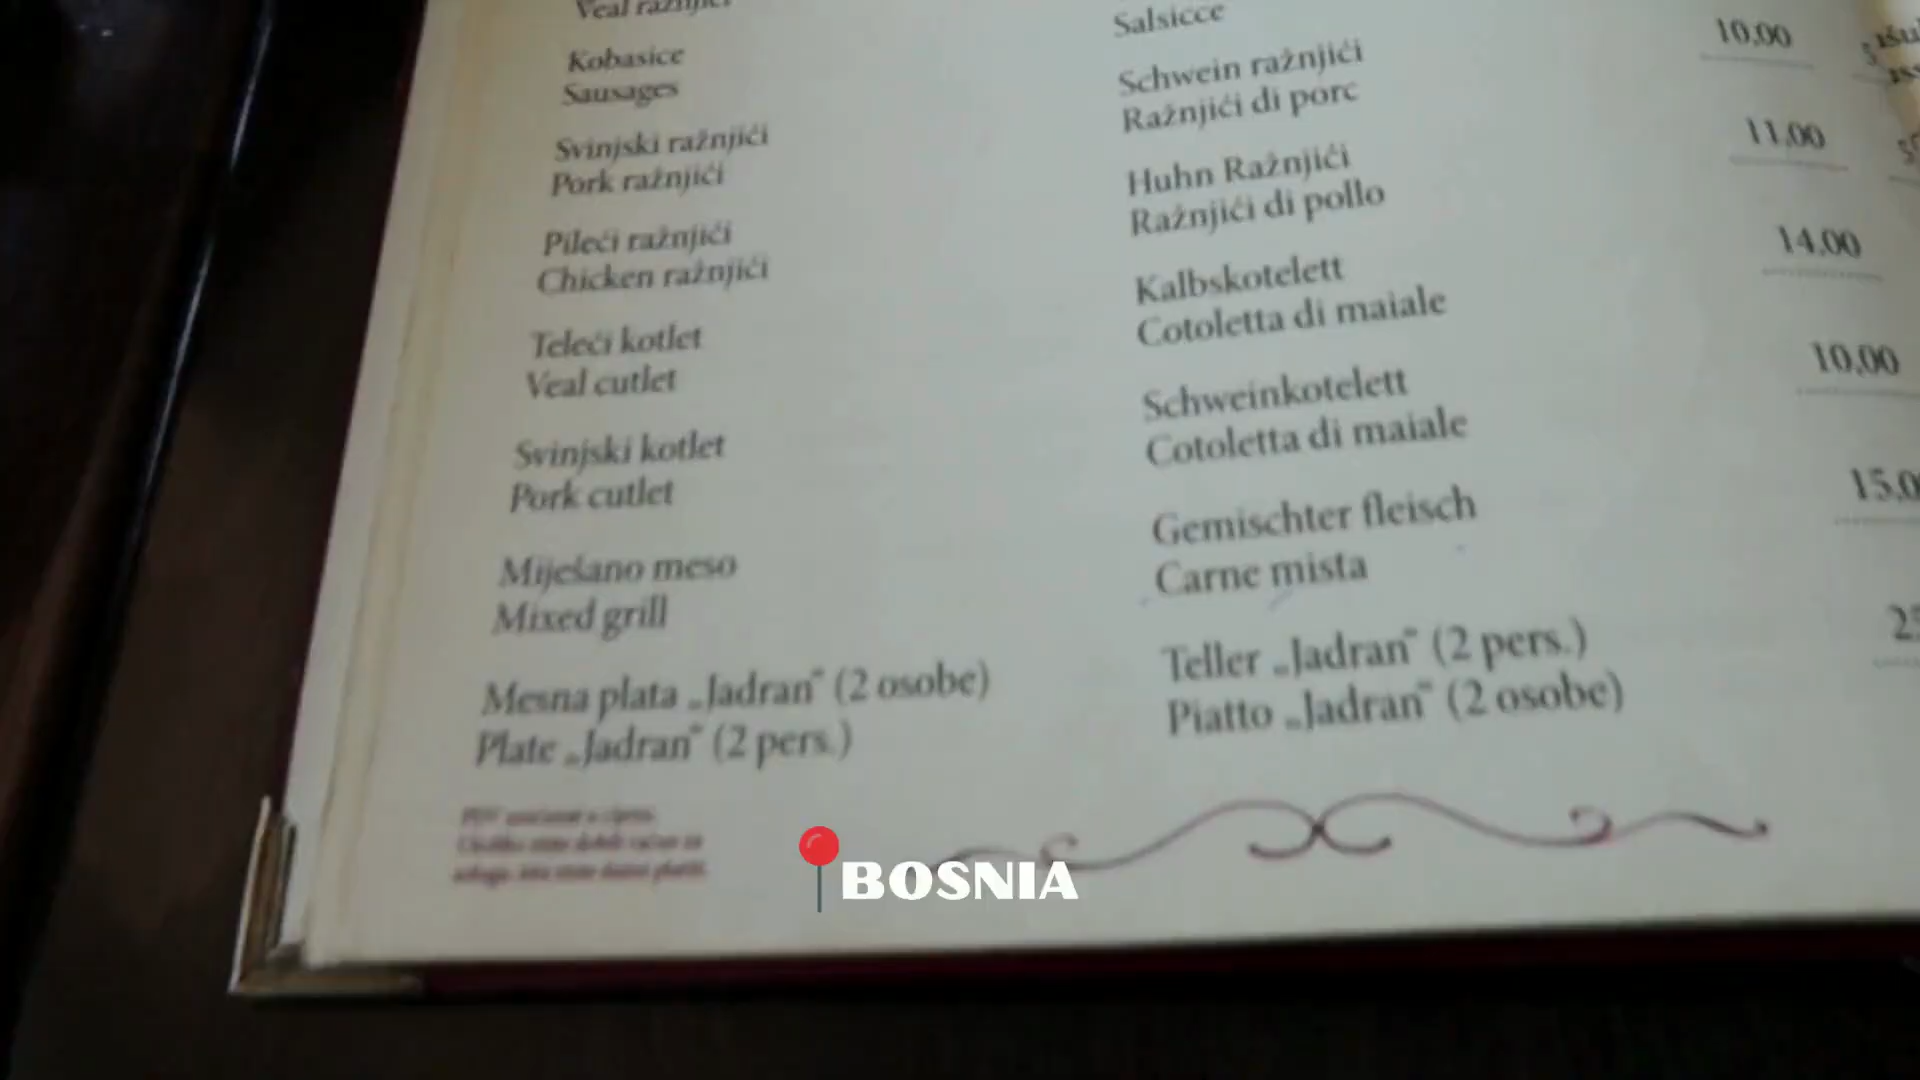 Veal ražnjići
Kobasice
Sausages
Svinjski ražnjići
Pork ražnjići
Pileći ražnjići
Chicken ražnjići
Teleći kotlet
Veal cutlet
Svinjski kotlet
Pork cutlet
Miješano meso
Mixed grill
Mesna plata „Jadran“ (2 osobe)
Plate „Jadran“ (2 pers.)
Salsicce
Schwein ražnjići
Ražnjići di porc
Huhn Ražnjići
Ražnjići di pollo
Kalbskotelett
Cotoletta di maiale
Schweinkotelett
Cotoletta di maiale
Gemischter fleisch
Carne mista
Teller „Jadran“ (2 pers.)
Piatto „Jadran“ (2 osobe)
10,00
11,00
14,00
10,00
BOSNIA